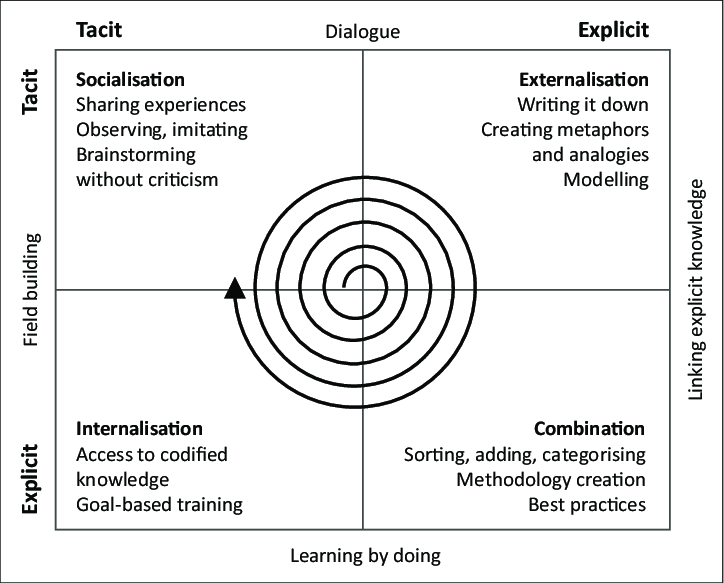 Tacit
Dialogue
Explicit
Tacit
Socialisation
Sharing experiences
Observing, imitating
Brainstorming
without criticism
Externalisation
Writing it down
Creating metaphors
and analogies
Modelling
Field building
Linking explicit knowledge
Explicit
Internalisation
Access to codified
knowledge
Goal-based training
Combination
Sorting, adding, categorising
Methodology creation
Best practices
Learning by doing